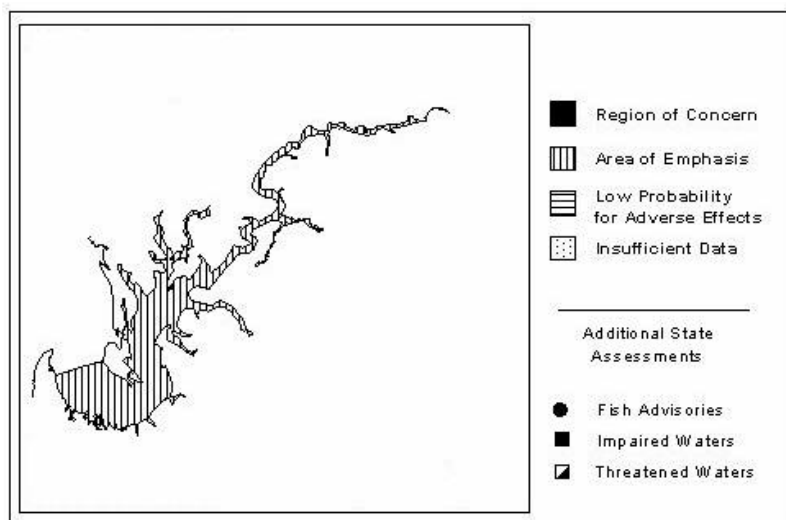 Region of Concern
Area of Emphasis
Low Probability
for Adverse Effects
Insufficient Data
Additional State
Assessments
Fish Advisories
Impaired Waters
Threatened Waters